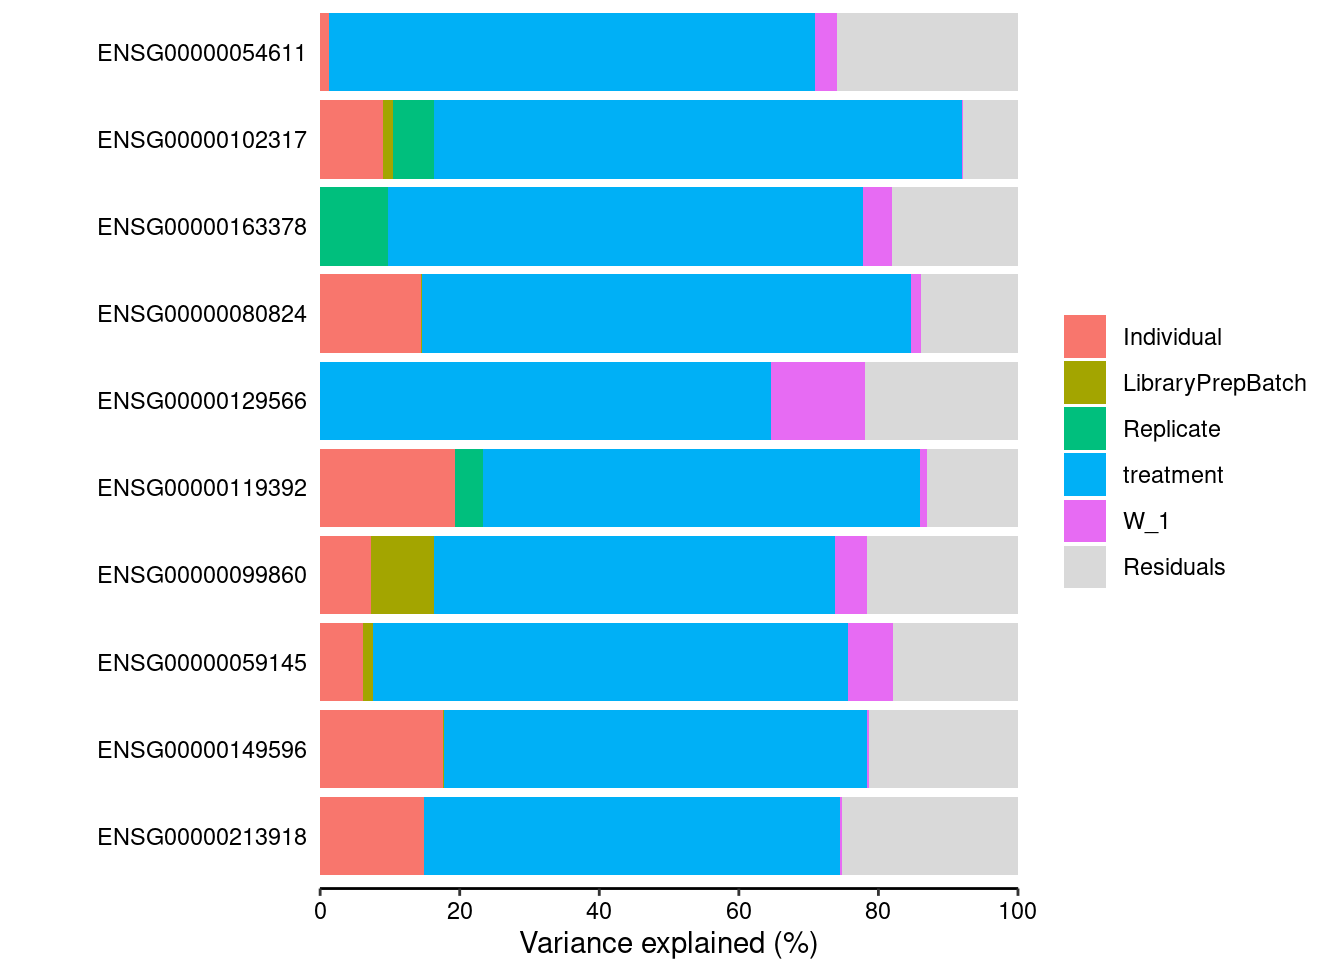 ENSG00000054611
ENSG00000102317
ENSG00000163378
ENSG00000080824
ENSG00000129566
ENSG00000119392
ENSG00000099860
ENSG00000059145
ENSG00000149596
ENSG00000213918
0 20 40 60 80 100
Variance explained (%)
Individual
LibraryPrepBatch
Replicate
treatment
W_1
Residuals